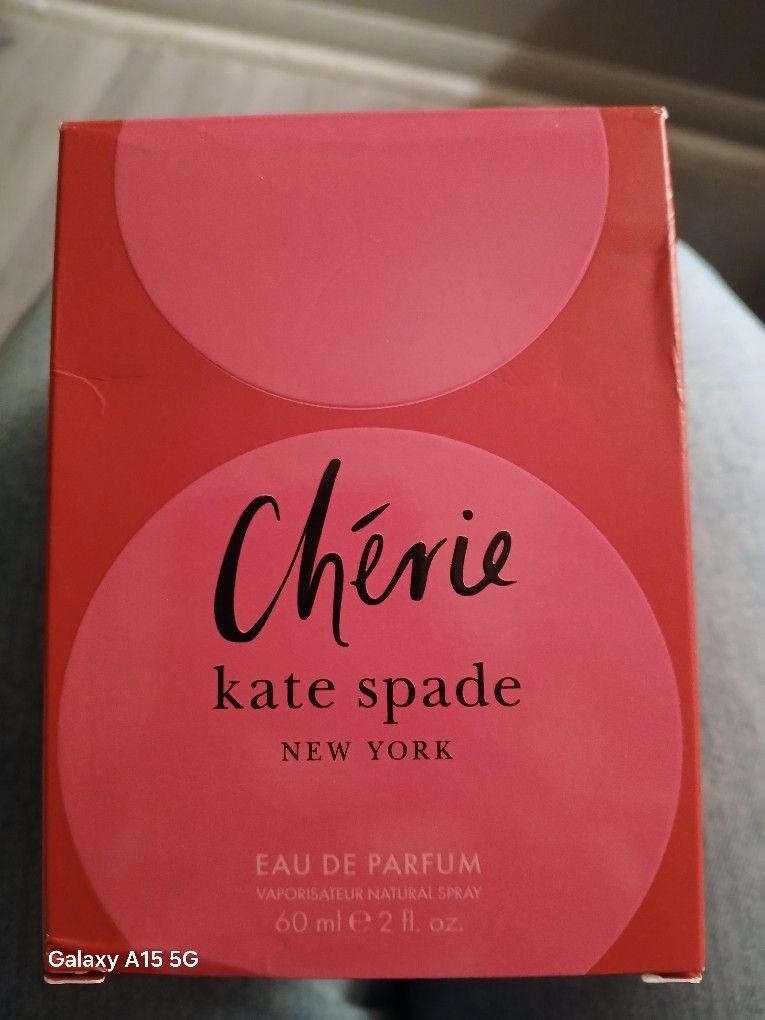 Chérie
kate spade
NEW YORK
EAU DE PARFUM
VAPORISATEUR NATURAL SPRAY
60 ml ℮ 2 fl. oz.
Galaxy A15 5G